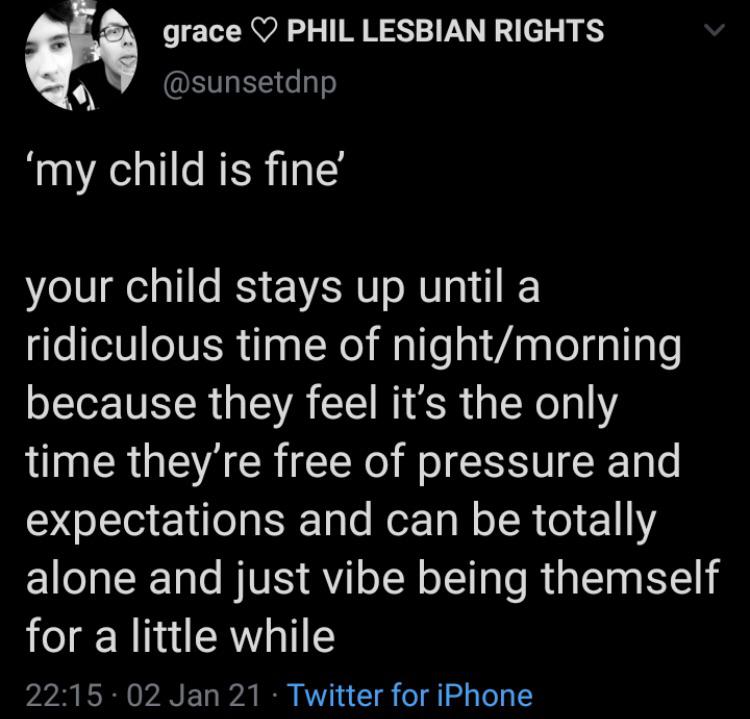 grace ♡ PHIL LESBIAN RIGHTS
@sunsetdnp
‘my child is fine’
your child stays up until a
ridiculous time of night/morning
because they feel it’s the only
time they’re free of pressure and
expectations and can be totally
alone and just vibe being themself
for a little while
22:15 · 02 Jan 21 · Twitter for iPhone